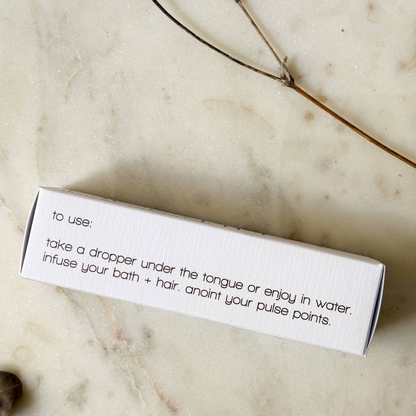 to use:
take a dropper under the tongue or enjoy in water.
infuse your bath + hair. anoint your pulse points.